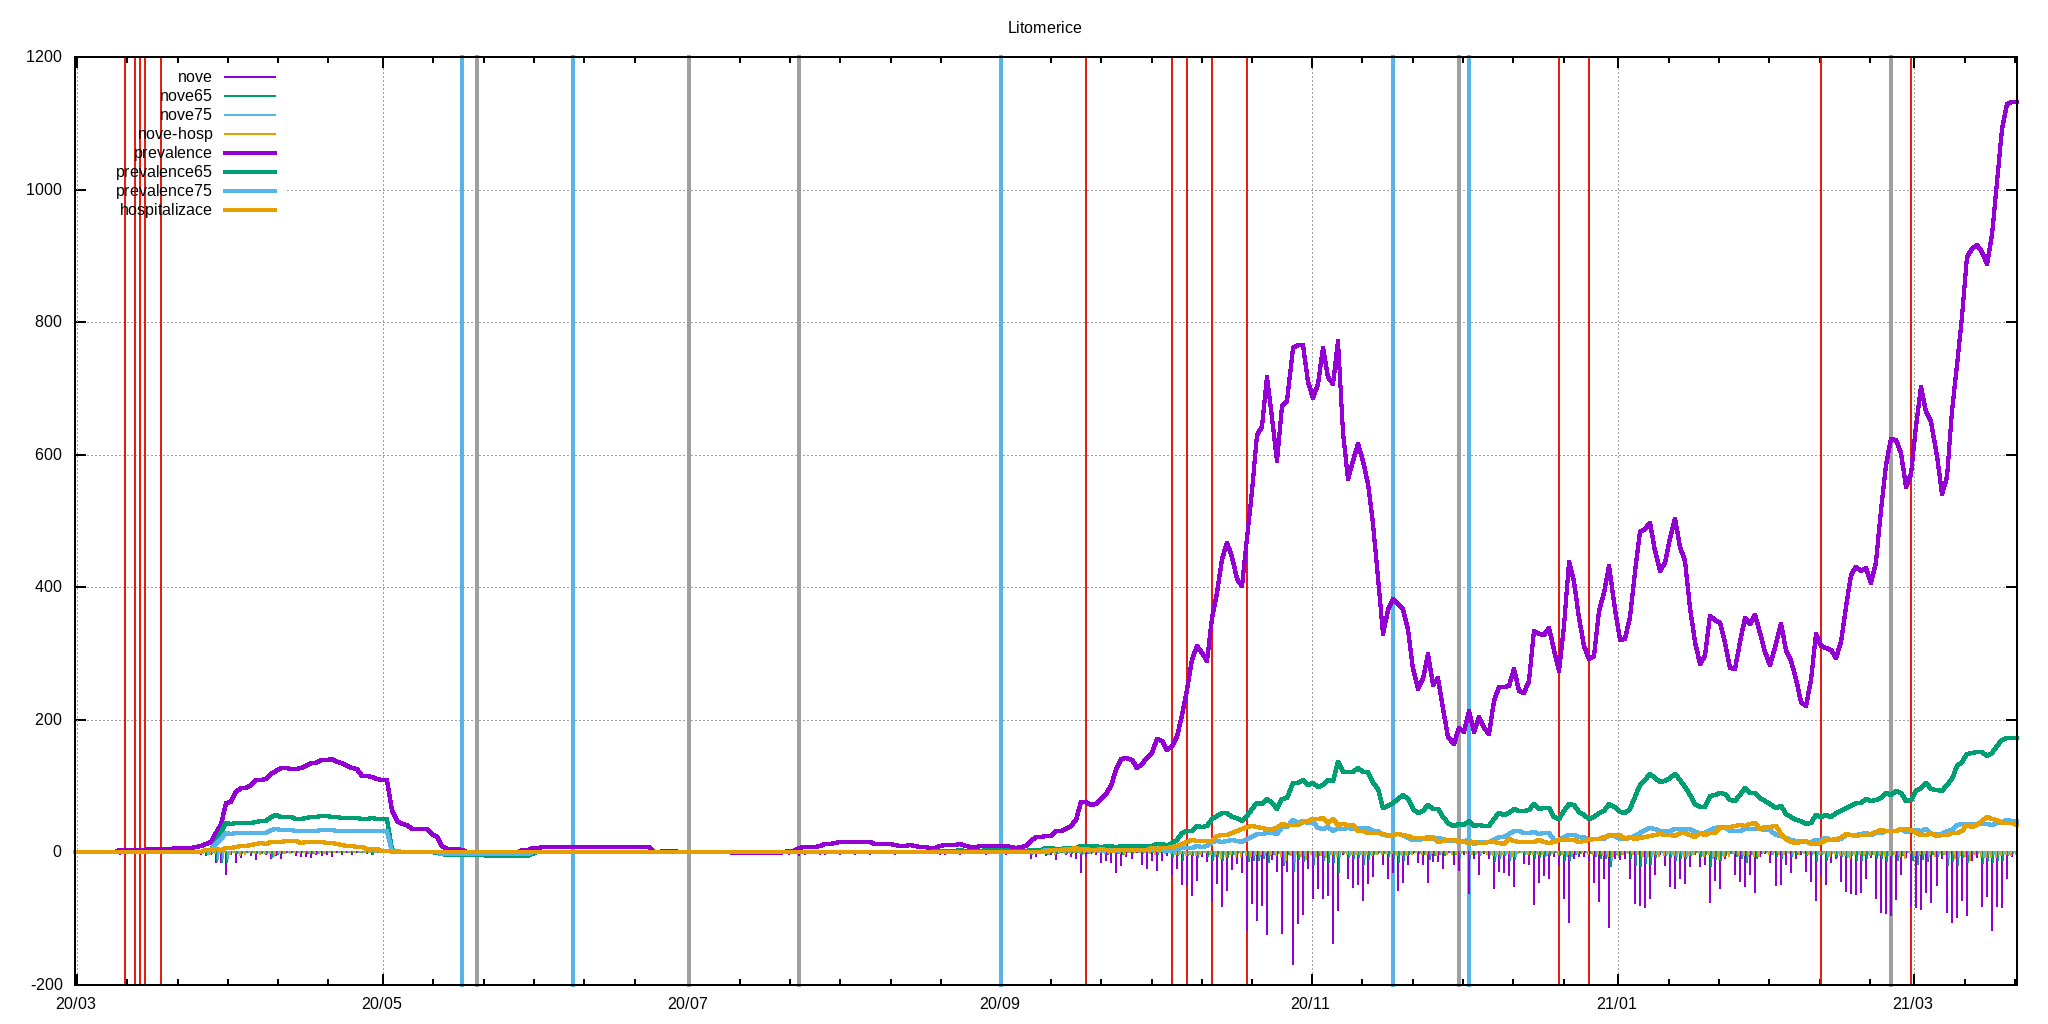 Litomerice
1200
1000
800
600
400
200
0
-200
nove
nove65
nove75
nove-hosp
prevalence
prevalence65
prevalence75
hospitalizace
20/03 20/05 20/07 20/09 20/11 21/01 21/03